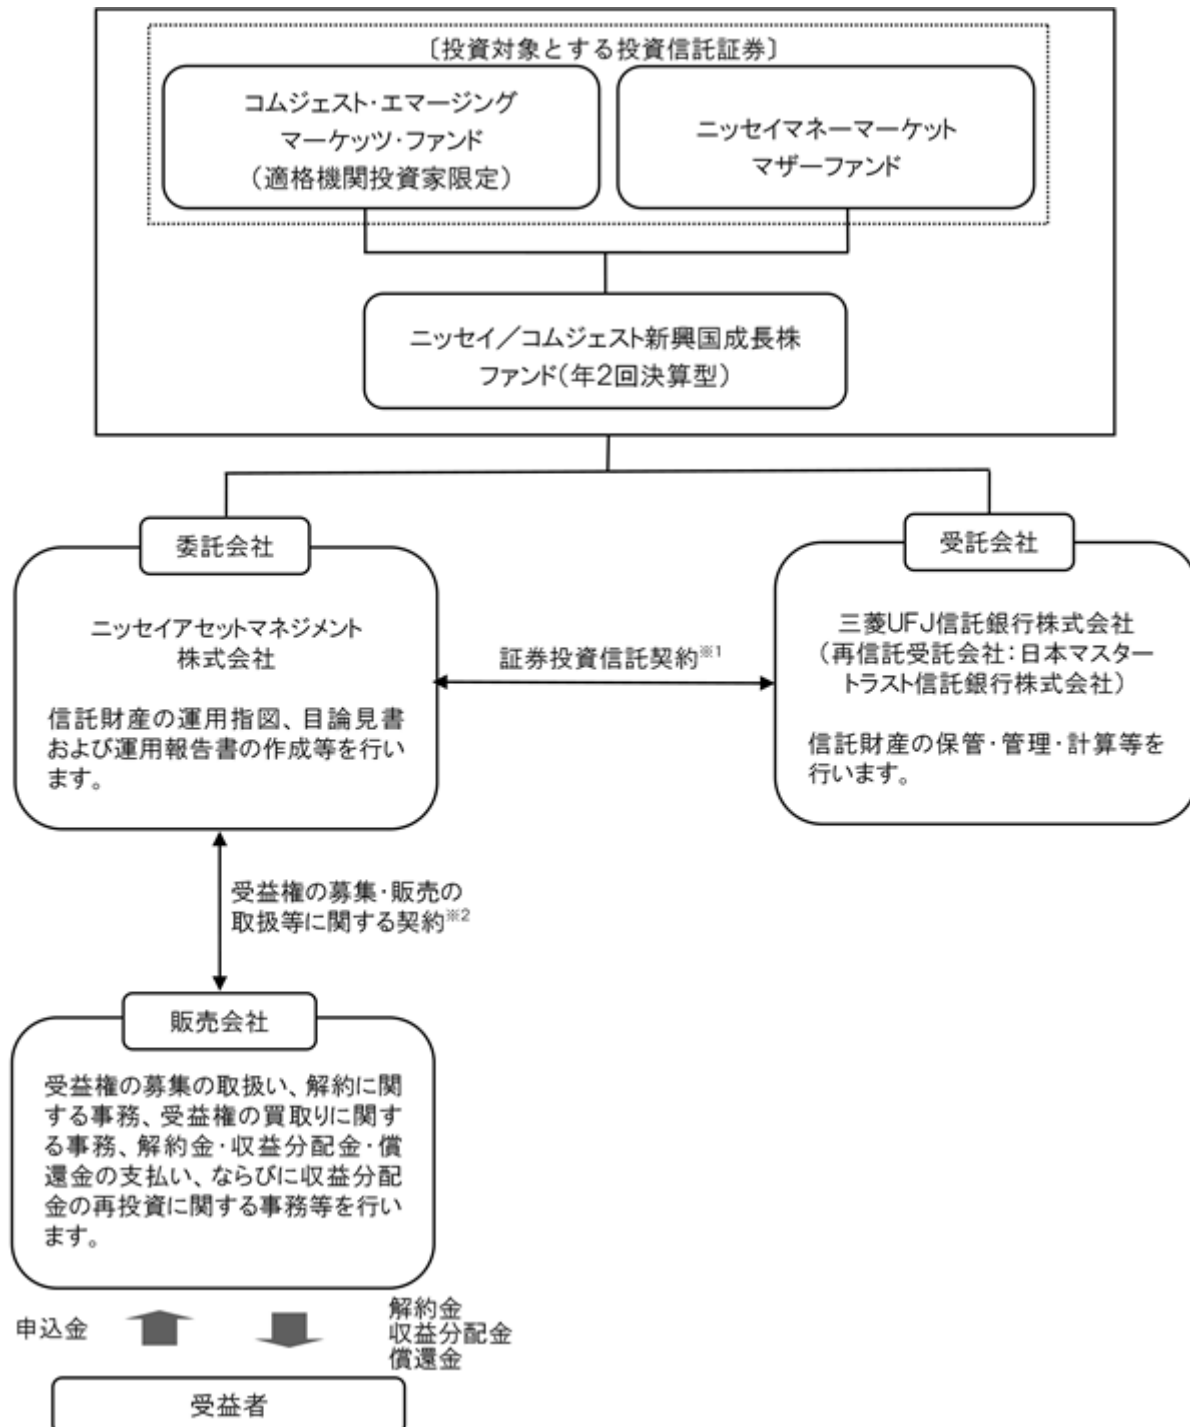 〔投資対象とする投資信託証券〕
コムジェスト・エマージング
マーケッツ・ファンド
（適格機関投資家限定）
ニッセイマネーマーケット
マザーファンド
ニッセイ／コムジェスト新興国成長株
ファンド（年2回決算型）
委託会社
ニッセイアセットマネジメント
株式会社
信託財産の運用指図、目論見書
および運用報告書の作成等を行い
ます。
証券投資信託契約※1
受託会社
三菱UFJ信託銀行株式会社
（再信託受託会社：日本マスター
トラスト信託銀行株式会社）
信託財産の保管・管理・計算等を
行います。
受益権の募集・販売の
取扱等に関する契約※2
販売会社
受益権の募集の取扱い、解約に関
する事務、受益権の買取りに関す
る事務、解約金・収益分配金・償
還金の支払い、ならびに収益分配
金の再投資に関する事務等を行い
ます。
申込金
解約金
収益分配金
償還金
受益者